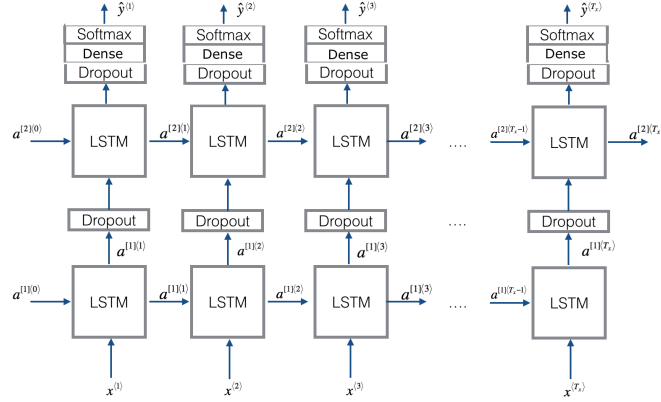 ŷ⟨1⟩ ŷ⟨2⟩ ŷ⟨3⟩ ŷ⟨Tₓ⟩
Softmax Softmax Softmax Softmax
Dense Dense Dense Dense
Dropout Dropout Dropout Dropout
a[2]⟨0⟩ LSTM a[2]⟨1⟩ LSTM a[2]⟨2⟩ LSTM a[2]⟨3⟩ .... a[2]⟨Tₓ−1⟩ LSTM a[2]⟨Tₓ
Dropout Dropout Dropout .... Dropout
a[1]⟨1⟩ a[1]⟨2⟩ a[1]⟨3⟩ a[1]⟨Tₓ⟩
a[1]⟨0⟩ LSTM a[1]⟨1⟩ LSTM a[1]⟨2⟩ LSTM a[1]⟨3⟩ .... a[1]⟨Tₓ−1⟩ LSTM
x⟨1⟩ x⟨2⟩ x⟨3⟩ x⟨Tₓ⟩